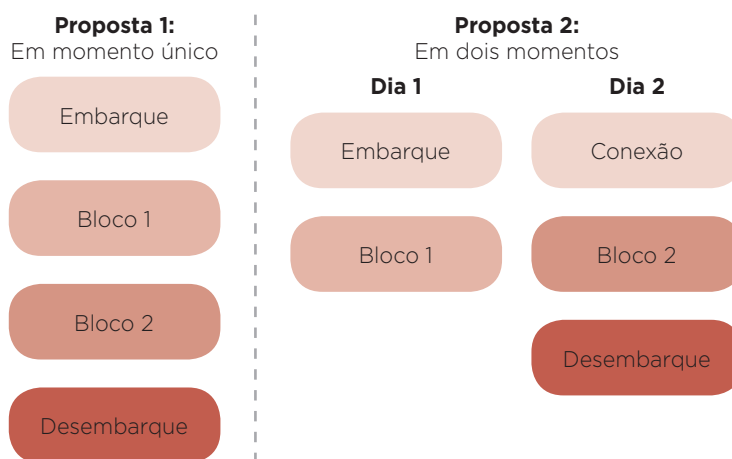 Proposta 1:
Em momento único
Embarque
Bloco 1
Bloco 2
Desembarque
Proposta 2:
Em dois momentos
Dia 1
Embarque
Bloco 1
Dia 2
Conexão
Bloco 2
Desembarque